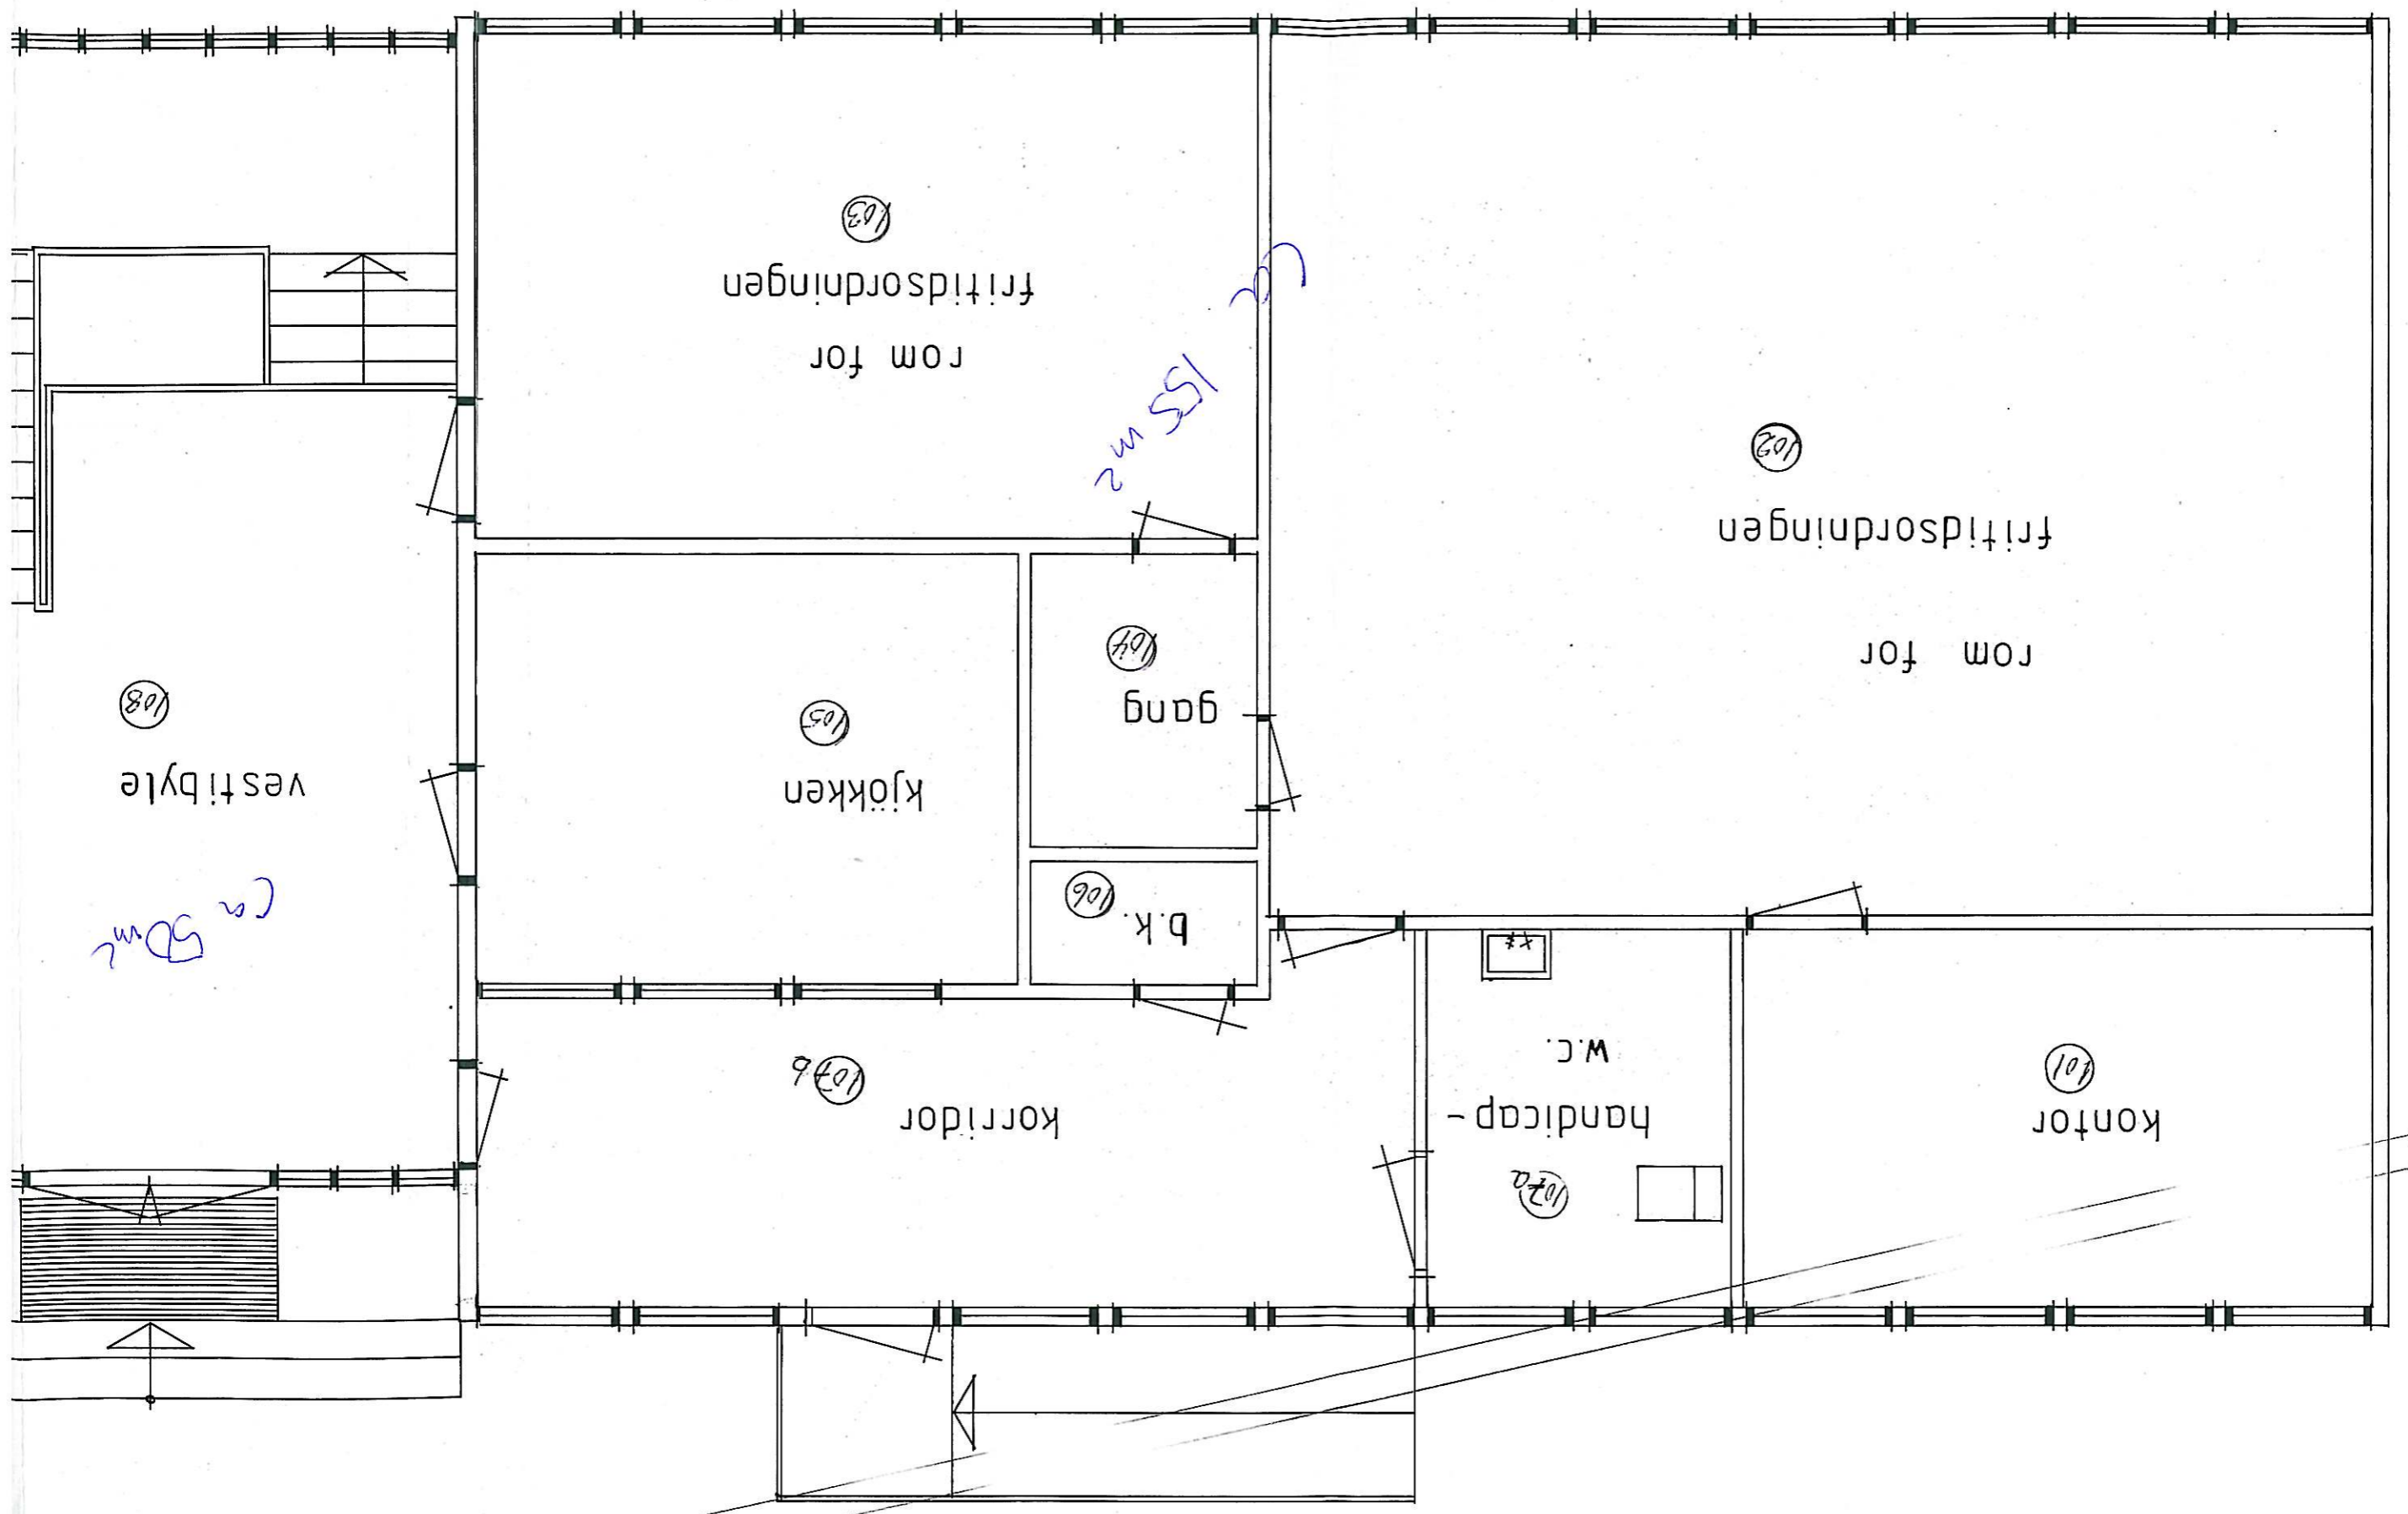 kontor
101
107a
handicap-
w.c.
korridor
107b
b.k.
106
ca 50 m2
vestibyle
108
kjökken
105
gang
104
rom for
fritidsordningen
102
rom for
fritidsordningen
103
ca 155 m2